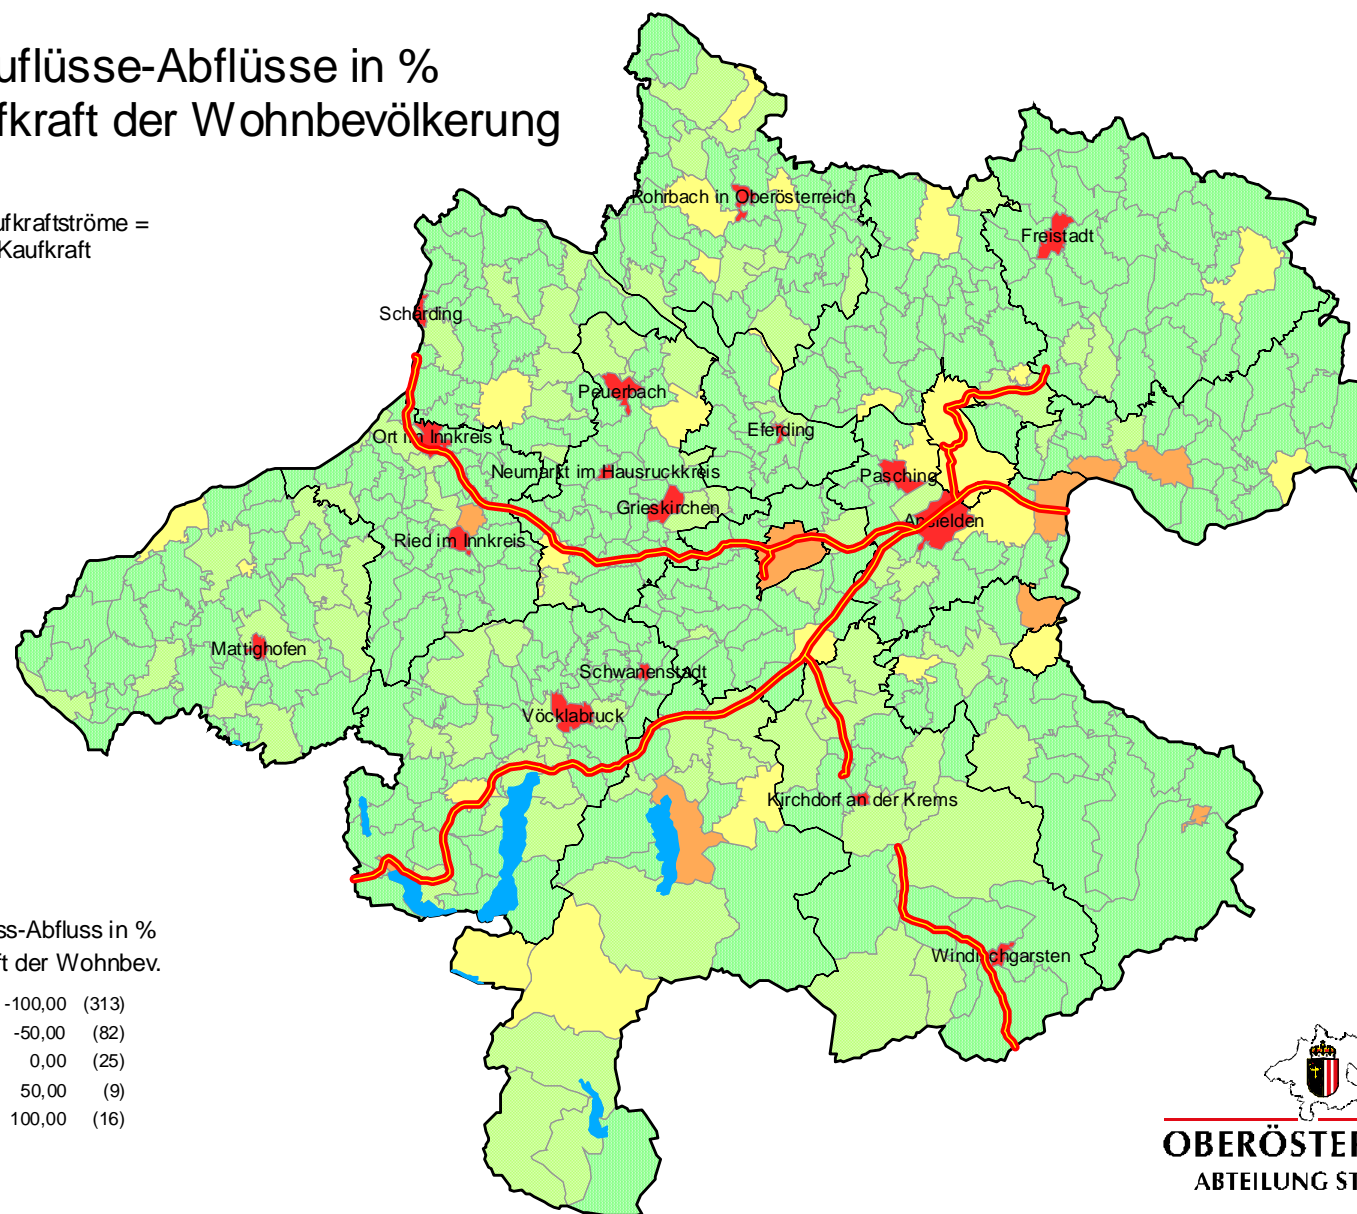 uflüsse-Abflüsse in %
fkraft der Wohnbevölkerung
ufkraftströme =
Kaufkraft
Rohrbach in Oberösterreich
Freistadt
Schärding
Peuerbach
Eferding
Ort im Innkreis
Neumarkt im Hausruckkreis
Pasching
Grieskirchen
Ansfelden
Ried im Innkreis
Mattighofen
Schwanenstadt
Vöcklabruck
Kirchdorf an der Krems
Windischgarsten
ss-Abfluss in %
ft der Wohnbev.
-100,00 (313)
-50,00 (82)
0,00 (25)
50,00 (9)
100,00 (16)
OBERÖSTE
ABTEILUNG ST